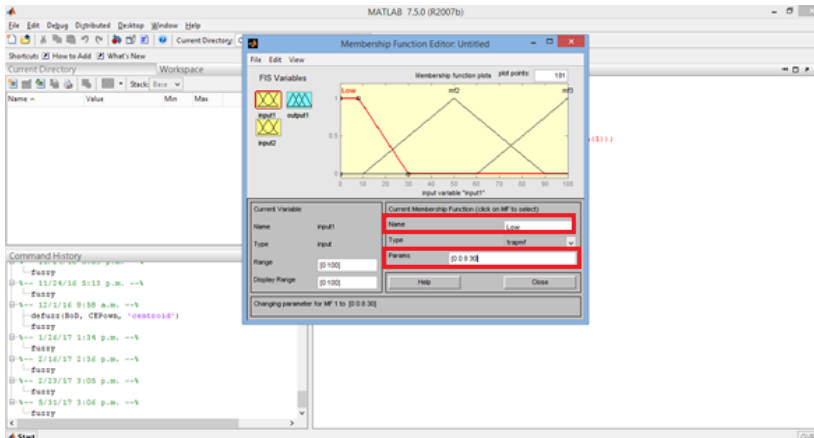 MATLAB 7.5.0 (R2007b)
File Edit Debug Distributed Desktop Window Help
Current Directory:
Shortcuts How to Add What's New
Current Directory Workspace
Stack: Base
Name Value Min Max
Command History
fuzzy
%-- 11/24/16 5:13 p.m. --%
fuzzy
%-- 12/1/16 9:58 a.m. --%
defuzz(BoD, CEPown, 'centroid')
fuzzy
%-- 1/26/17 1:34 p.m. --%
fuzzy
%-- 2/16/17 2:36 p.m. --%
fuzzy
%-- 2/23/17 3:05 p.m. --%
fuzzy
%-- 5/31/17 3:06 p.m. --%
fuzzy
Start
Membership Function Editor: Untitled
File Edit View
FIS Variables
Membership function plots plot points: 181
input1 output1
input2
Low mf2 mf3
1
0.5
0 10 20 30 40 50 60 70 80 90 100
input variable "input1"
Current Variable
Name input1
Type input
Range [0 100]
Display Range [0 100]
Current Membership Function (click on MF to select)
Name Low
Type trapmf
Params [0 0 8 30]
Help Close
Changing parameter for MF 1 to [0 0 8 30]
(1));
OVR